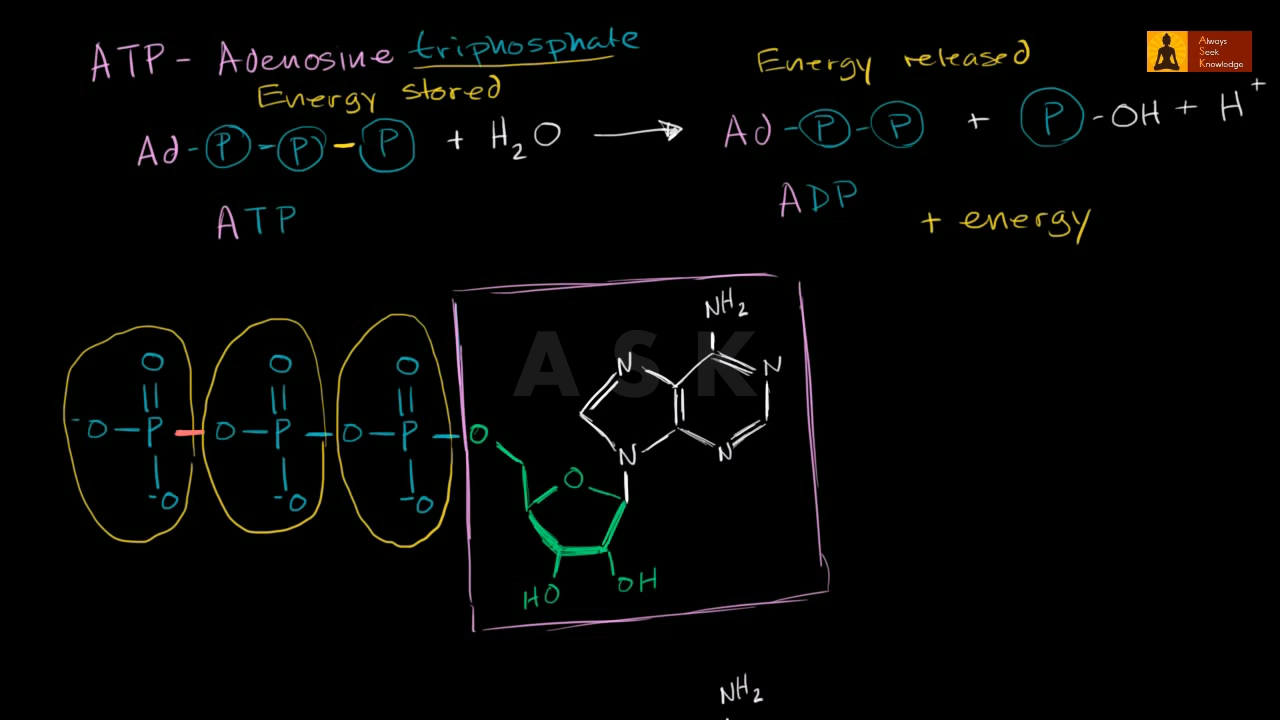 ATP - Adenosine triphosphate
Energy stored
Energy released
Always
Seek
Knowledge
Ad - P - P - P + H2O → Ad - P - P + P - OH + H+
ATP
ADP
+ energy
ASK
NH2
O O O
N N
-O - P - O - P - O - P - O
N N
O
-O -O -O
HO OH
NH2